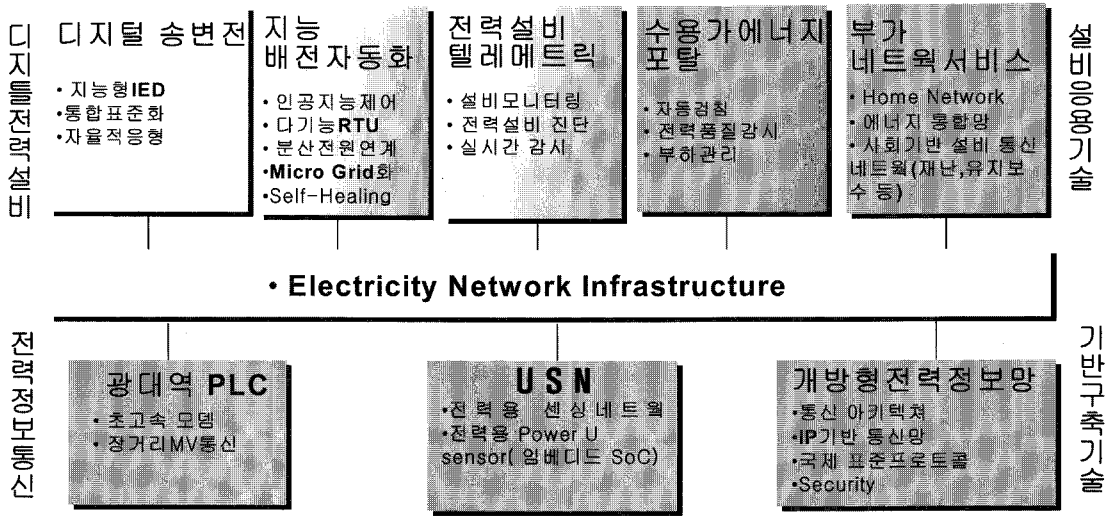 디지틀전력설비
디지털 송변전
• 지능형IED
•통합표준화
•자율적응형
지능
배전자동화
• 인공지능제어
• 다기능RTU
• 분산전원연계
•Micro Grid화
•Self-Healing
전력설비
텔레메트릭
• 설비모니터링
• 전력설비 진단
• 실시간 감시
수용가에너지
포탈
• 자동검침
• 전력품질감시
• 부하관리
부가
네트웍서비스
• Home Network
• 에너지 통합망
• 사회기반 설비 통신
네트웍(재난,유지보
수 등)
설비응용기술
• Electricity Network Infrastructure
전력정보통신
광대역 PLC
• 초고속 모뎀
• 장거리MV통신
USN
•전력용 센싱네트웍
•전력용 Power U
sensor( 임베디드 SoC)
개방형전력정보망
•통신 아키텍쳐
•IP기반 통신망
•국제 표준프로토콜
•Security
기반구축기술